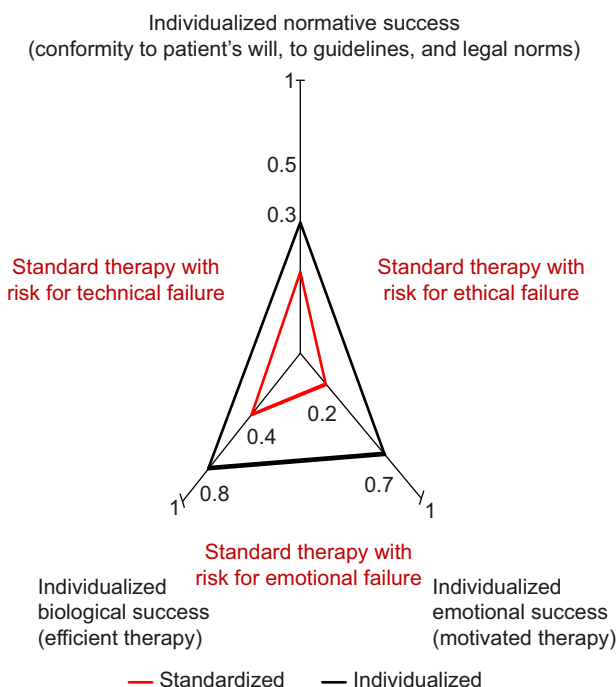 Individualized normative success
(conformity to patient's will, to guidelines, and legal norms)
1
0.5
0.3
Standard therapy with
risk for technical failure
Standard therapy with
risk for ethical failure
0.2
0.4
0.7
0.8
1
1
Standard therapy with
risk for emotional failure
Individualized
biological success
(efficient therapy)
Individualized
emotional success
(motivated therapy)
Standardized
Individualized